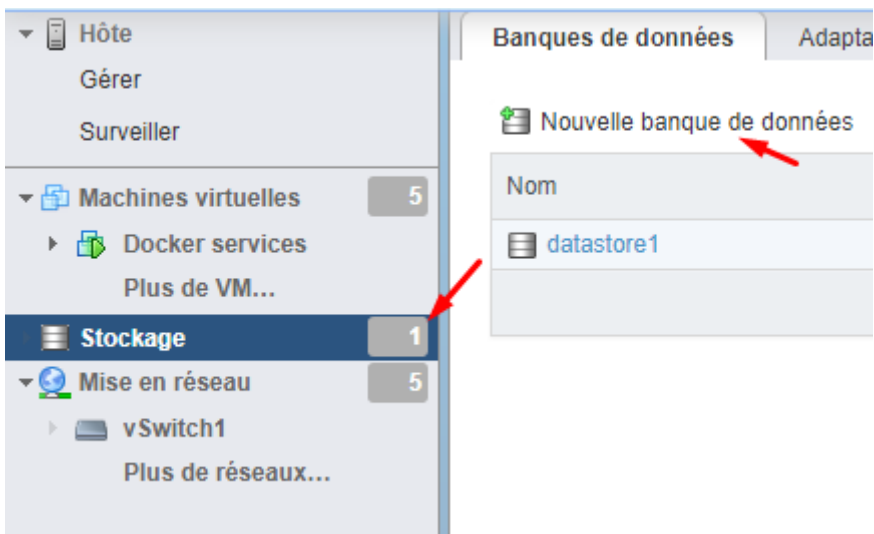 Hôte
Gérer
Surveiller
Machines virtuelles 5
Docker services
Plus de VM...
Stockage 1
Mise en réseau 5
vSwitch1
Plus de réseaux...
Banques de données Adapta
Nouvelle banque de données
Nom
datastore1